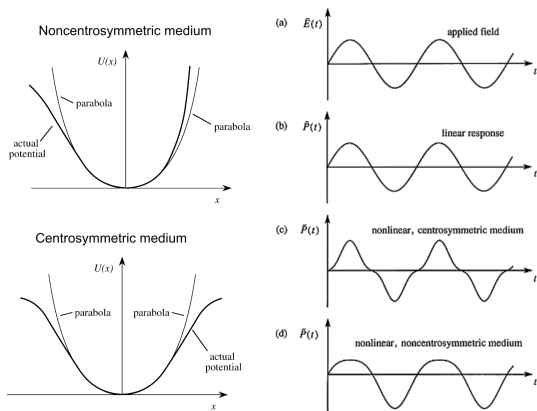 Noncentrosymmetric medium
U(x)
parabola
parabola
actual
potential
x
Centrosymmetric medium
U(x)
parabola
parabola
actual
potential
x
(a) Ẽ(t)
applied field
t
(b) P̃(t)
linear response
t
(c) P̃(t)
nonlinear, centrosymmetric medium
t
(d) P̃(t)
nonlinear, noncentrosymmetric medium
t